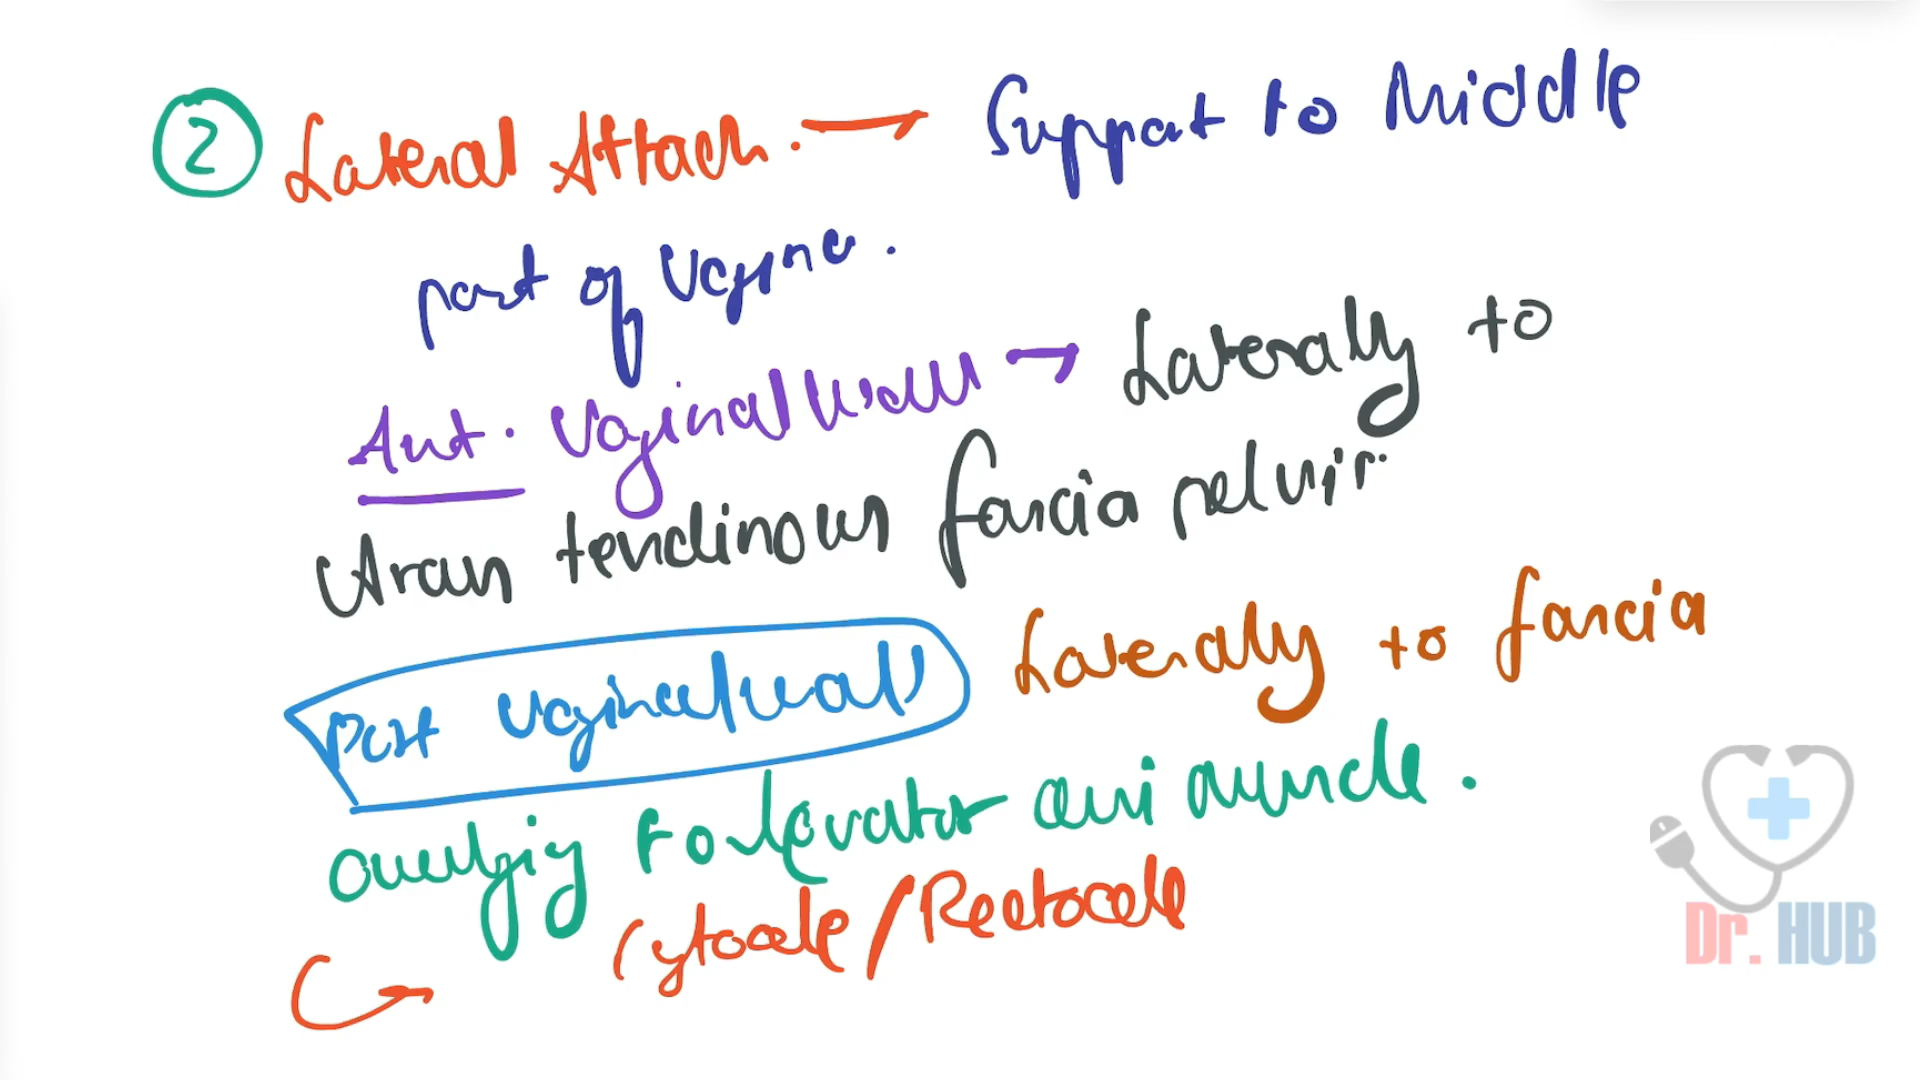 2 Lateral Attach. → Support to Middle
part of Vagina.
Ant. Vaginal wall → Laterally to
Arcus tendinous fascia pelvis.
Post vaginal wall Laterally to fascia
overlying to levator ani muscle.
Cytocele / Rectocele
Dr. HUB